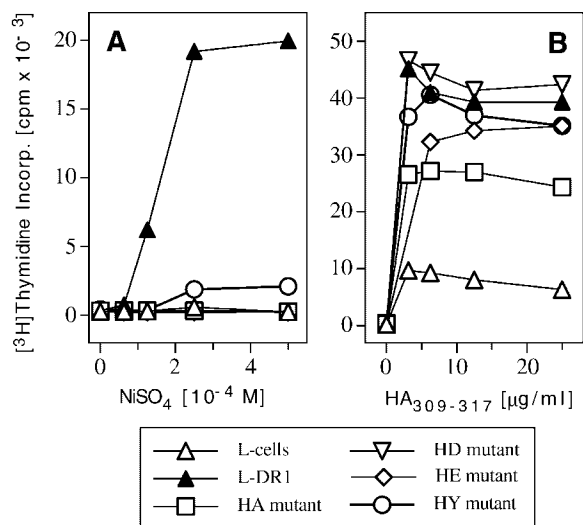 A
B
[³H]Thymidine Incorp. [cpm x 10⁻³]
20
15
10
5
0
50
40
30
20
10
0
0 2 4
0 10 20
NiSO₄ [10⁻⁴ M]
HA₃₀₉₋₃₁₇ [µg/ml]
L-cells
L-DR1
HA mutant
HD mutant
HE mutant
HY mutant